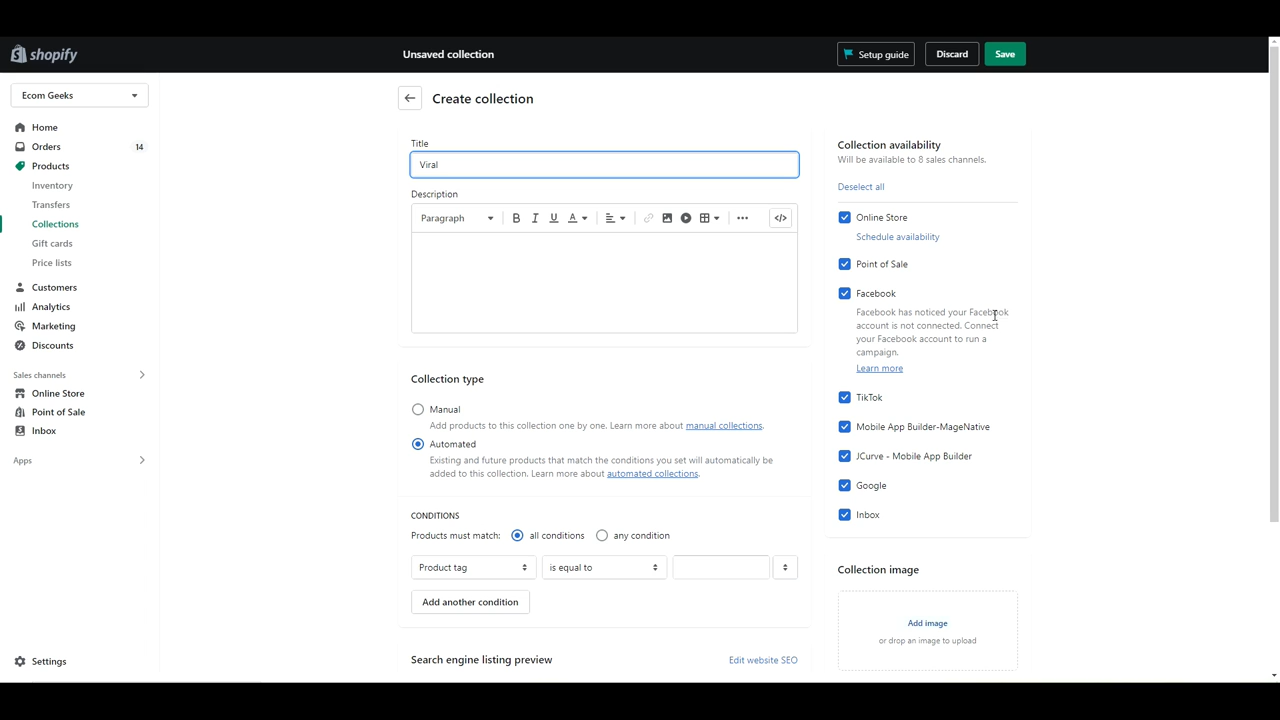 shopify
Unsaved collection
Setup guide
Discard
Save
Ecom Geeks
Home
Orders 14
Products
Inventory
Transfers
Collections
Gift cards
Price lists
Customers
Analytics
Marketing
Discounts
Sales channels
Online Store
Point of Sale
Inbox
Apps
Settings
Create collection
Title
Viral
Description
Paragraph B I U A </>
Collection type
Manual
Add products to this collection one by one. Learn more about manual collections.
Automated
Existing and future products that match the conditions you set will automatically be
added to this collection. Learn more about automated collections.
CONDITIONS
Products must match: all conditions any condition
Product tag is equal to
Add another condition
Search engine listing preview Edit website SEO
Collection availability
Will be available to 8 sales channels.
Deselect all
Online Store
Schedule availability
Point of Sale
Facebook
Facebook has noticed your Facebook
account is not connected. Connect
your Facebook account to run a
campaign.
Learn more
TikTok
Mobile App Builder-MageNative
JCurve - Mobile App Builder
Google
Inbox
Collection image
Add image
or drop an image to upload